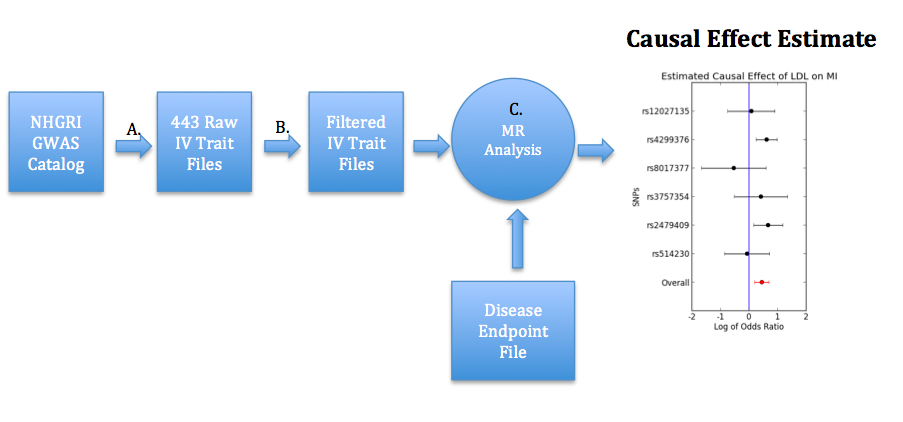 Causal Effect Estimate
NHGRI
GWAS
Catalog
A.
443 Raw
IV Trait
Files
B.
Filtered
IV Trait
Files
C.
MR
Analysis
Disease
Endpoint
File
Estimated Causal Effect of LDL on MI
SNPs
rs12027135
rs4299376
rs8017377
rs3757354
rs2479409
rs514230
Overall
-2 -1 0 1 2
Log of Odds Ratio